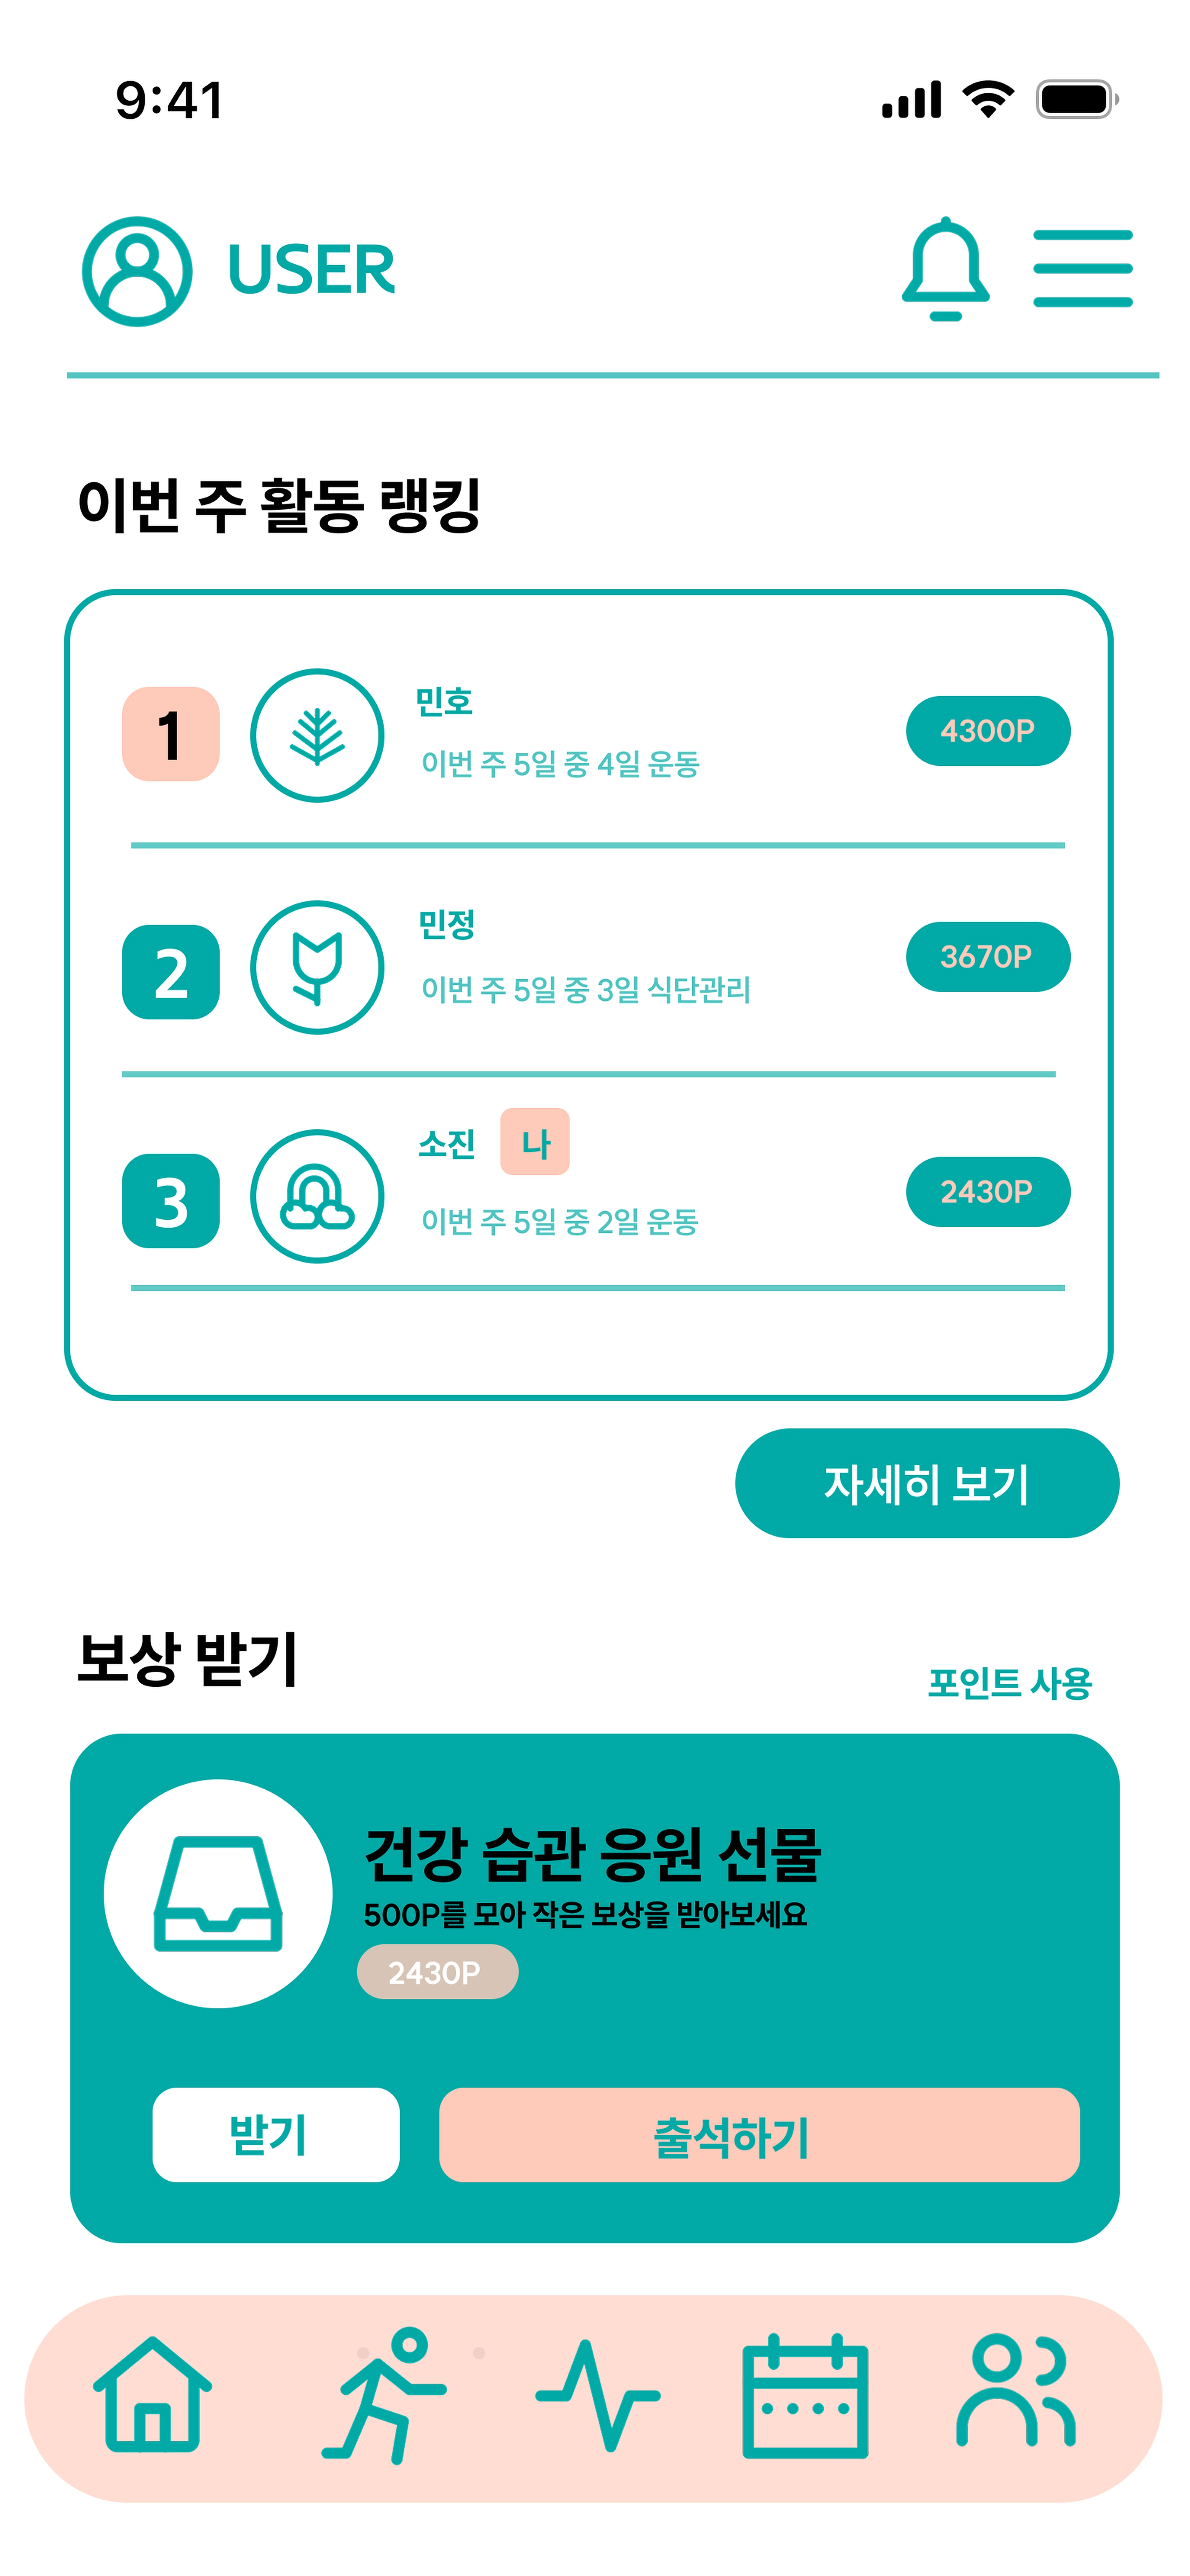 9:41
USER
이번 주 활동 랭킹
1
민호
4300P
이번 주 5일 중 4일 운동
2
민정
3670P
이번 주 5일 중 3일 식단관리
3
소진 나
2430P
이번 주 5일 중 2일 운동
자세히 보기
보상 받기
포인트 사용
건강 습관 응원 선물
500P를 모아 작은 보상을 받아보세요
2430P
받기
출석하기